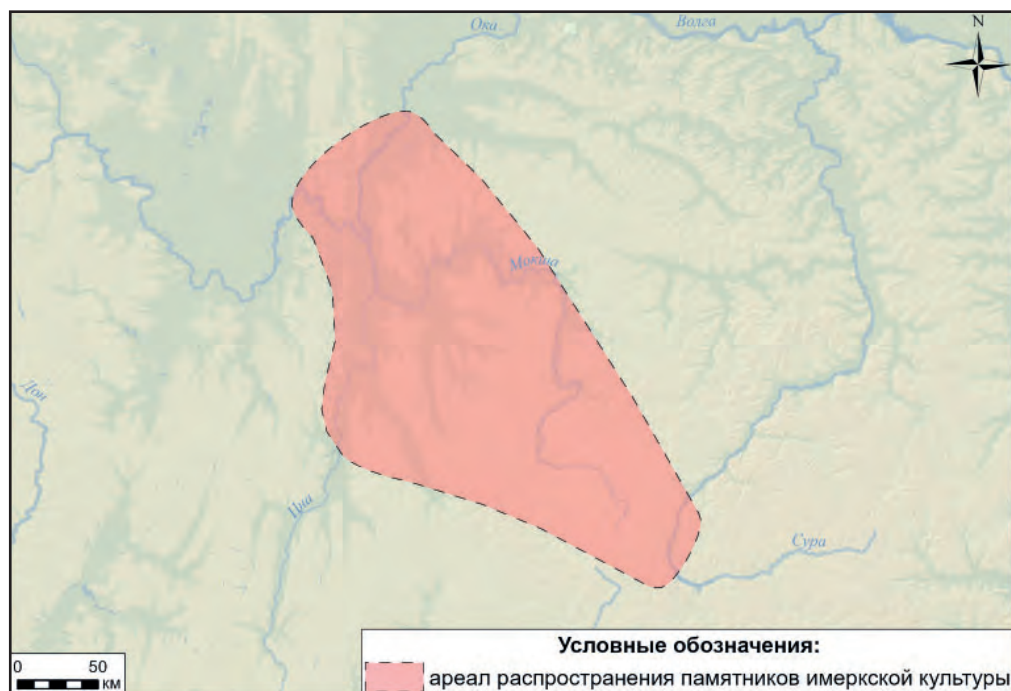 Ока
Волга
N
Мокша
Дон
Цна
Сура
0 50
км
Условные обозначения:
ареал распространения памятников имеркской культуры